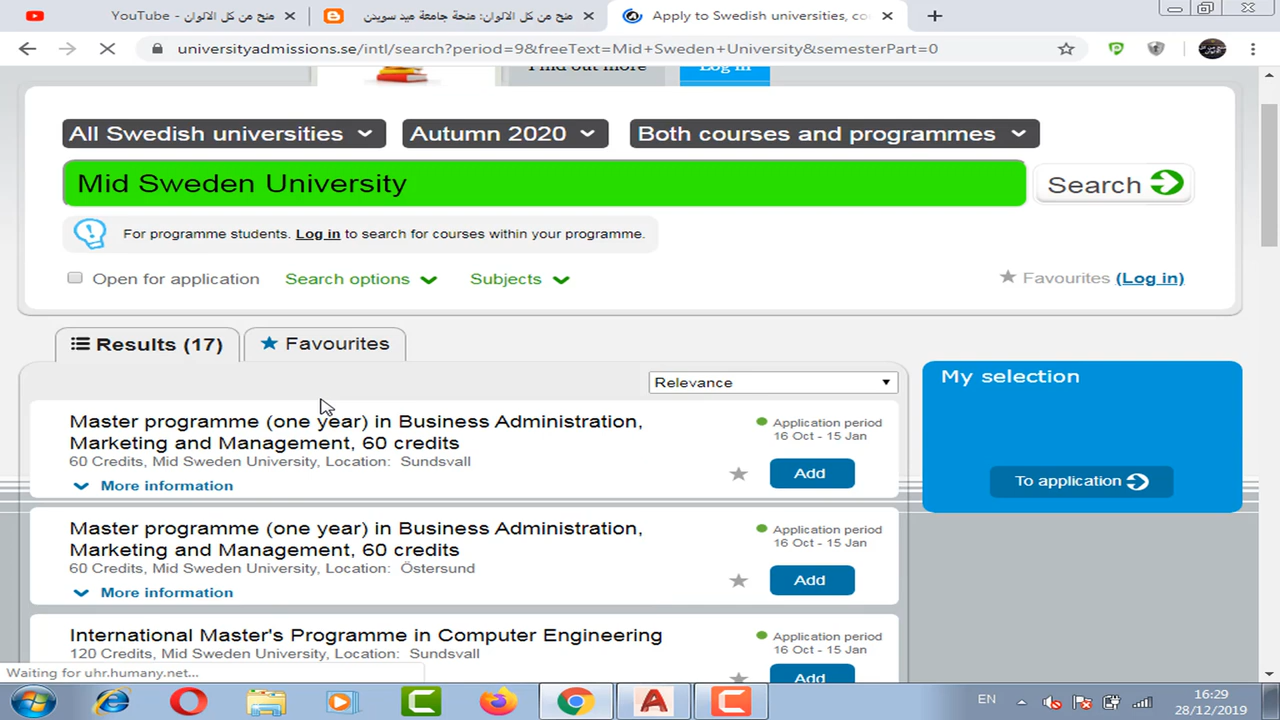 منح من كل الالوان - YouTube
منح من كل الالوان: منحة جامعة ميد سويدن
Apply to Swedish universities, co
universityadmissions.se/intl/search?period=9&freeText=Mid+Sweden+University&semesterPart=0
Find out more
Log in
All Swedish universities
Autumn 2020
Both courses and programmes
Mid Sweden University
Search
For programme students. Log in to search for courses within your programme.
Open for application
Search options
Subjects
Favourites (Log in)
Results (17)
Favourites
Relevance
My selection
To application
Master programme (one year) in Business Administration,
Marketing and Management, 60 credits
60 Credits, Mid Sweden University, Location: Sundsvall
More information
Application period
16 Oct - 15 Jan
Add
Master programme (one year) in Business Administration,
Marketing and Management, 60 credits
60 Credits, Mid Sweden University, Location: Östersund
More information
Application period
16 Oct - 15 Jan
Add
International Master's Programme in Computer Engineering
120 Credits, Mid Sweden University, Location: Sundsvall
Application period
16 Oct - 15 Jan
Add
Waiting for uhr.humany.net...
EN
16:29
28/12/2019